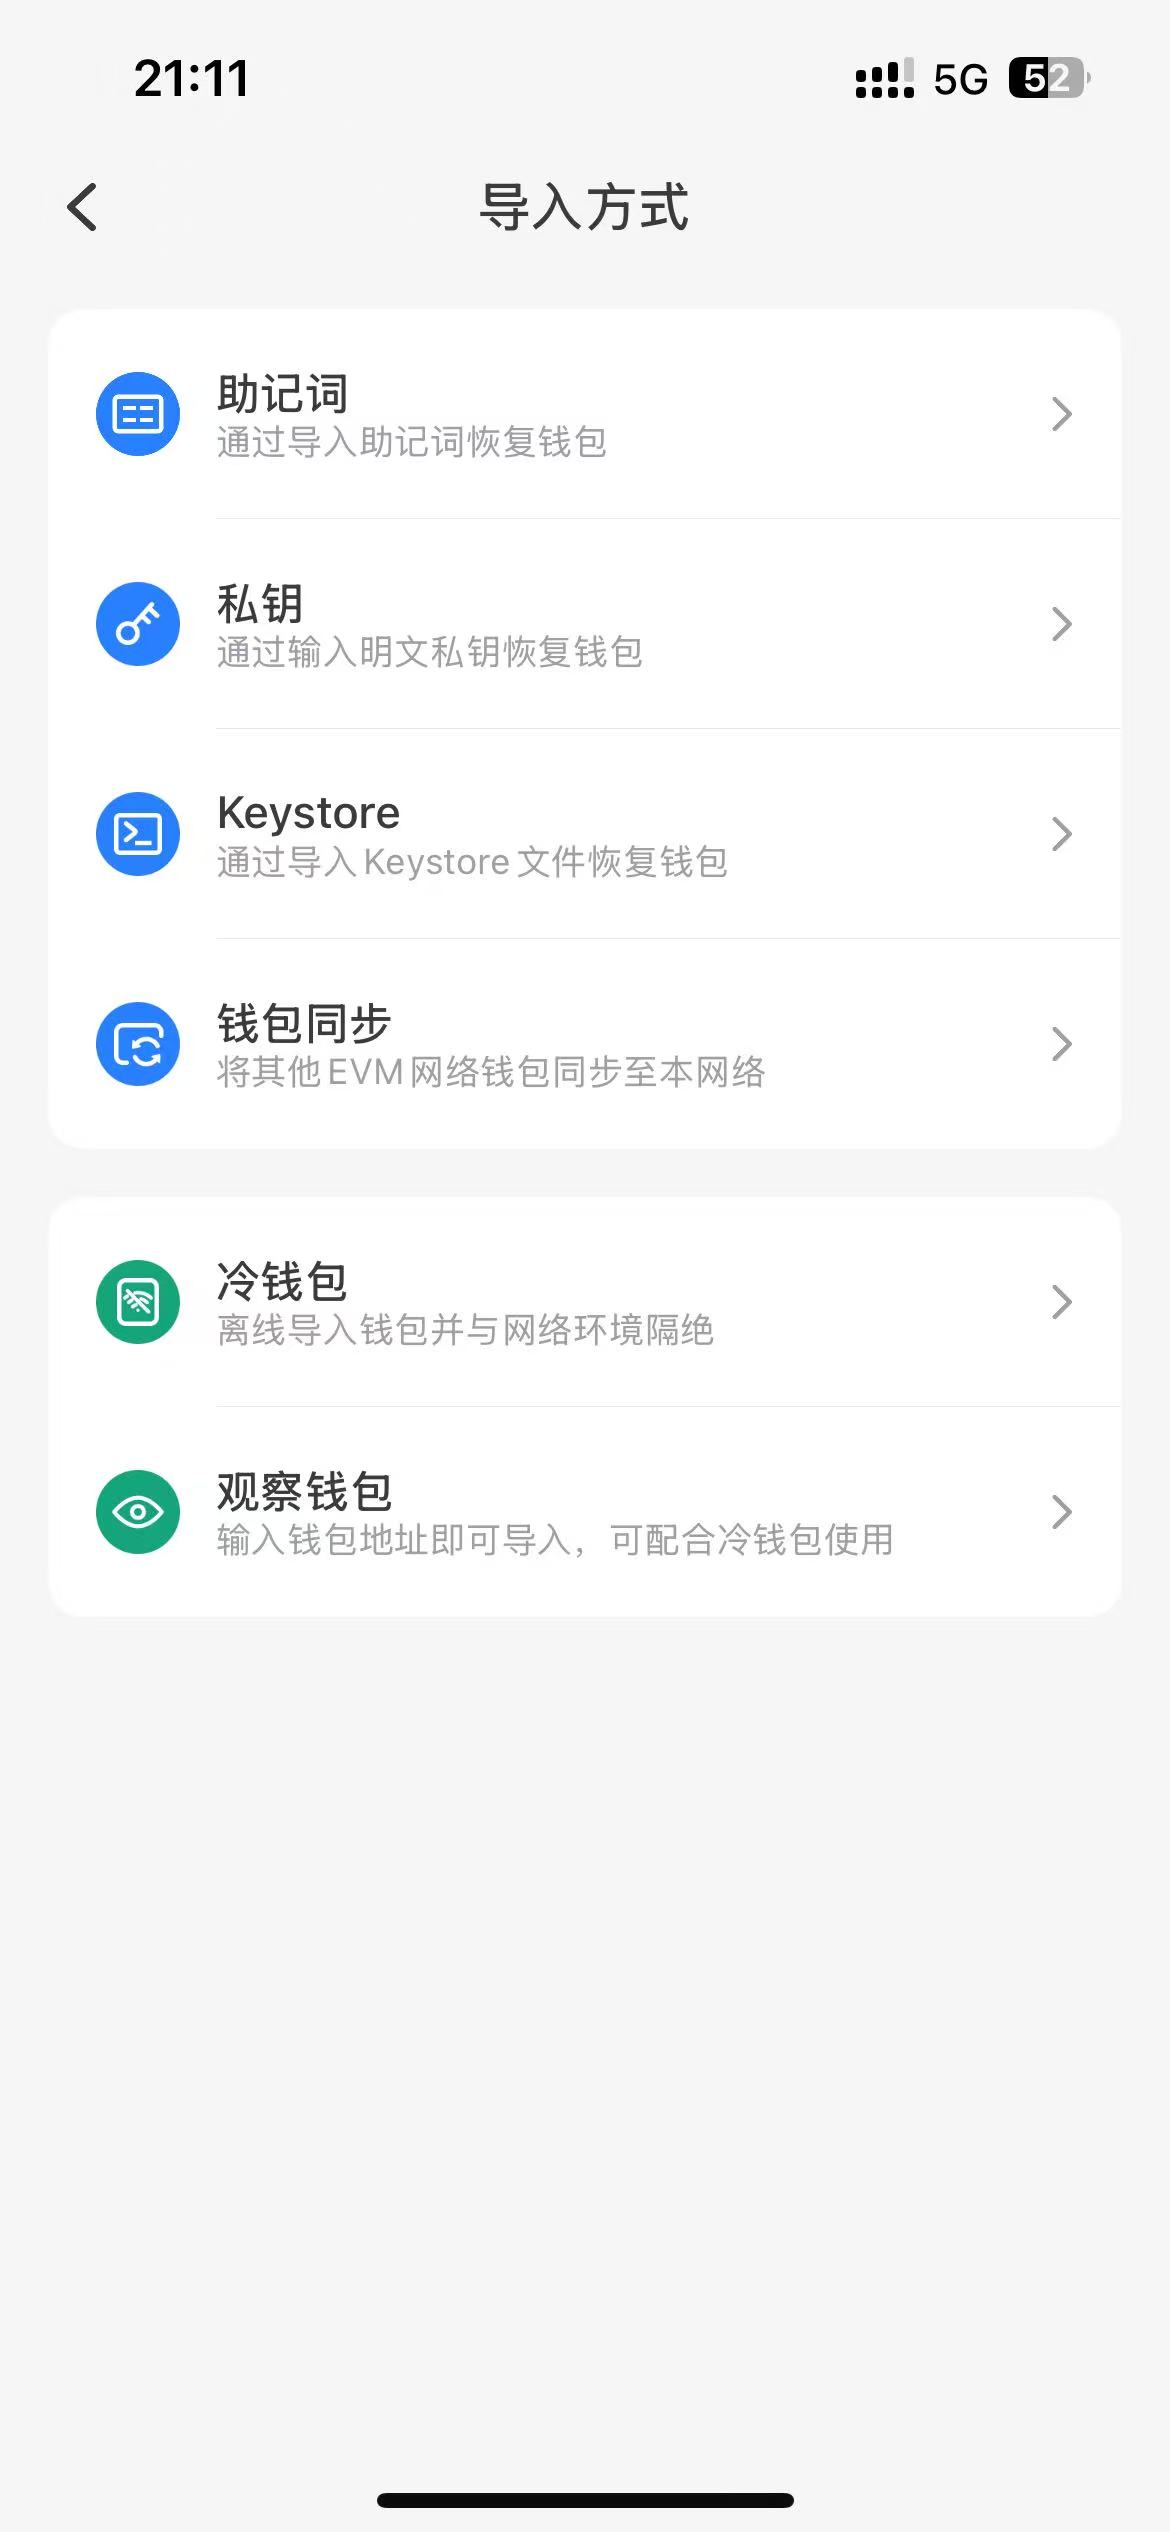 21:11
5G 52
导入方式
助记词
通过导入助记词恢复钱包
私钥
通过输入明文私钥恢复钱包
Keystore
通过导入 Keystore 文件恢复钱包
钱包同步
将其他 EVM 网络钱包同步至本网络
冷钱包
离线导入钱包并与网络环境隔绝
观察钱包
输入钱包地址即可导入，可配合冷钱包使用